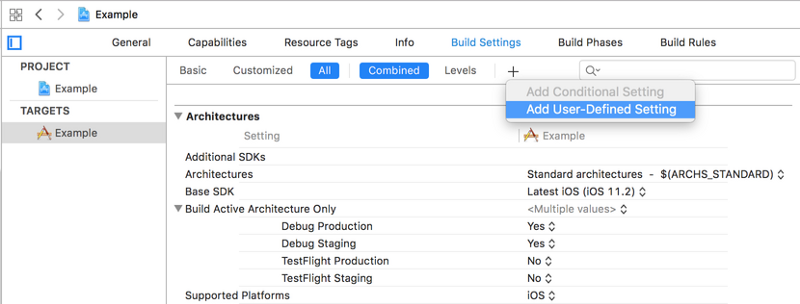 Example
General Capabilities Resource Tags Info Build Settings Build Phases Build Rules
PROJECT
Example
TARGETS
Example
Basic Customized All Combined Levels +
Add Conditional Setting
Add User-Defined Setting
Architectures
Setting Example
Additional SDKs
Architectures Standard architectures - $(ARCHS_STANDARD)
Base SDK Latest iOS (iOS 11.2)
Build Active Architecture Only <Multiple values>
Debug Production Yes
Debug Staging Yes
TestFlight Production No
TestFlight Staging No
Supported Platforms iOS